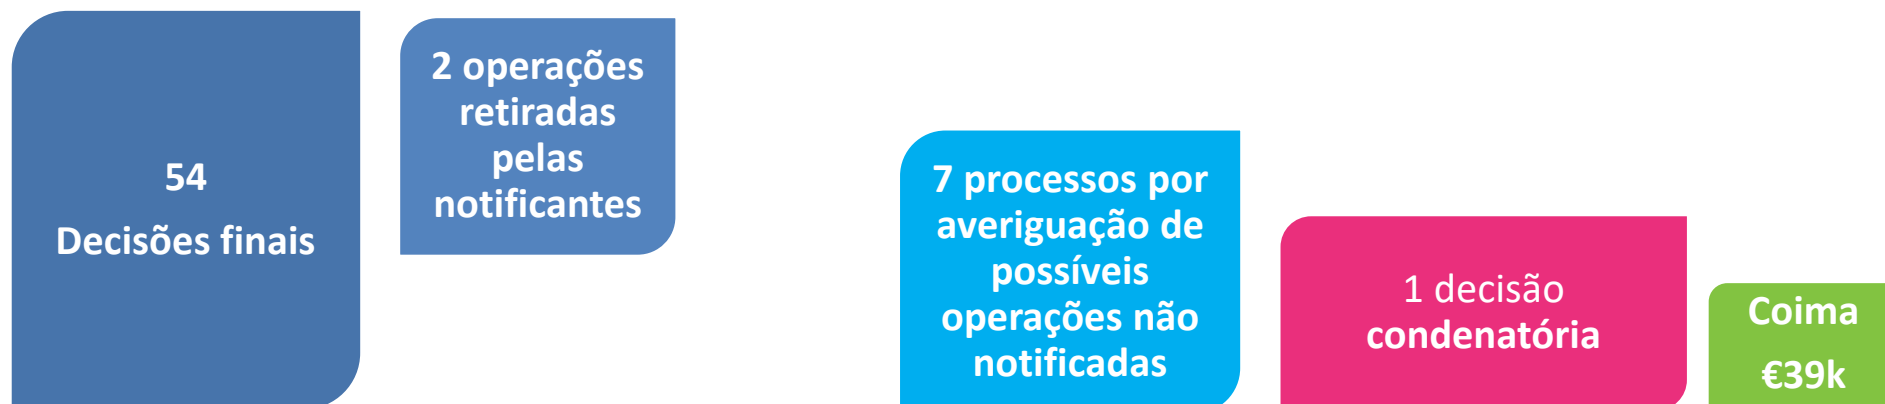 54
Decisões finais
2 operações
retiradas
pelas
notificantes
7 processos por
averiguação de
possíveis
operações não
notificadas
1 decisão
condenatória
Coima
€39k